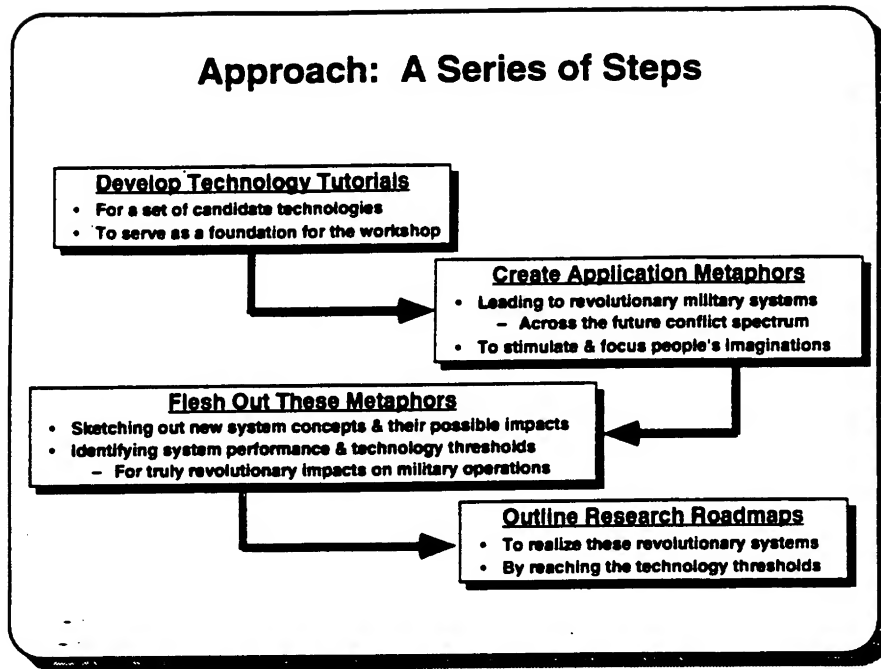 Approach: A Series of Steps
Develop Technology Tutorials
• For a set of candidate technologies
• To serve as a foundation for the workshop
Create Application Metaphors
• Leading to revolutionary military systems
– Across the future conflict spectrum
• To stimulate & focus people's imaginations
Flesh Out These Metaphors
• Sketching out new system concepts & their possible impacts
• Identifying system performance & technology thresholds
– For truly revolutionary impacts on military operations
Outline Research Roadmaps
• To realize these revolutionary systems
• By reaching the technology thresholds